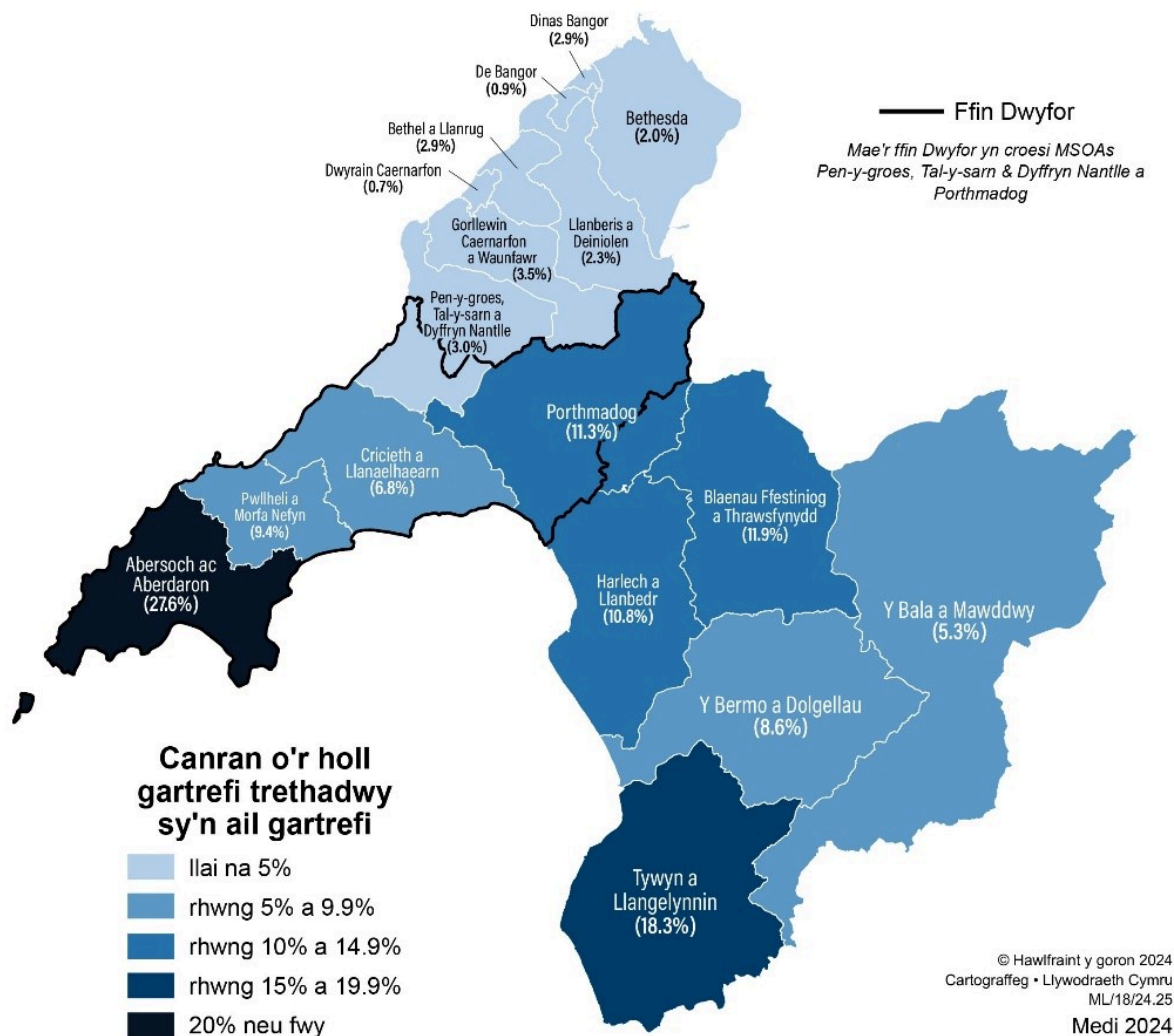 Dinas Bangor
(2.9%)
De Bangor
(0.9%)
Bethesda
(2.0%)
Bethel a Llanrug
(2.9%)
Dwyrain Caernarfon
(0.7%)
Gorllewin
Caernarfon
a Waunfawr
(3.5%)
Llanberis a
Deiniolen
(2.3%)
Pen-y-groes,
Tal-y-sarn a
Dyffryn Nantlle
(3.0%)
Ffin Dwyfor
Mae'r ffin Dwyfor yn croesi MSOAs
Pen-y-groes, Tal-y-sarn & Dyffryn Nantlle a
Porthmadog
Porthmadog
(11.3%)
Cricieth a
Llanaelhaearn
(6.8%)
Pwllheli a
Morfa Nefyn
(9.4%)
Abersoch ac
Aberdaron
(27.6%)
Blaenau Ffestiniog
a Thrawsfynydd
(11.9%)
Harlech a
Llanbedr
(10.8%)
Y Bala a Mawddwy
(5.3%)
Y Bermo a Dolgellau
(8.6%)
Tywyn a
Llangelynnin
(18.3%)
Canran o'r holl
gartrefi trethadwy
sy'n ail gartrefi
llai na 5%
rhwng 5% a 9.9%
rhwng 10% a 14.9%
rhwng 15% a 19.9%
20% neu fwy
© Hawlfraint y goron 2024
Cartograffeg • Llywodraeth Cymru
ML/18/24.25
Medi 2024